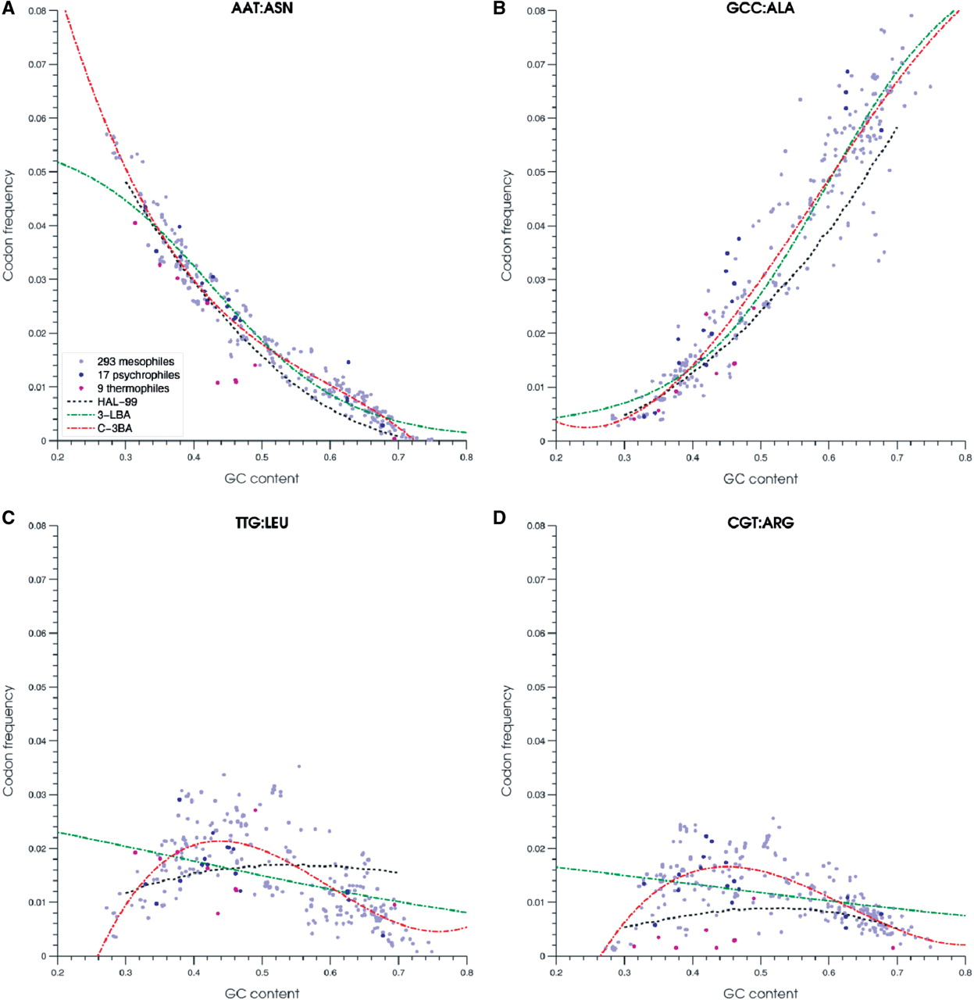 A
AAT:ASN
0.08
0.07
0.06
0.05
0.04
0.03
0.02
0.01
0
Codon frequency
293 mesophiles
17 psychrophiles
9 thermophiles
HAL-99
3-LBA
C-3BA
0.2 0.3 0.4 0.5 0.6 0.7 0.8
GC content
B
GCC:ALA
0.08
0.07
0.06
0.05
0.04
0.03
0.02
0.01
0
Codon frequency
0.2 0.3 0.4 0.5 0.6 0.7 0.8
GC content
C
TTG:LEU
0.08
0.07
0.06
0.05
0.04
0.03
0.02
0.01
0
Codon frequency
0.2 0.3 0.4 0.5 0.6 0.7 0.8
GC content
D
CGT:ARG
0.08
0.07
0.06
0.05
0.04
0.03
0.02
0.01
0
Codon frequency
0.2 0.3 0.4 0.5 0.6 0.7 0.8
GC content